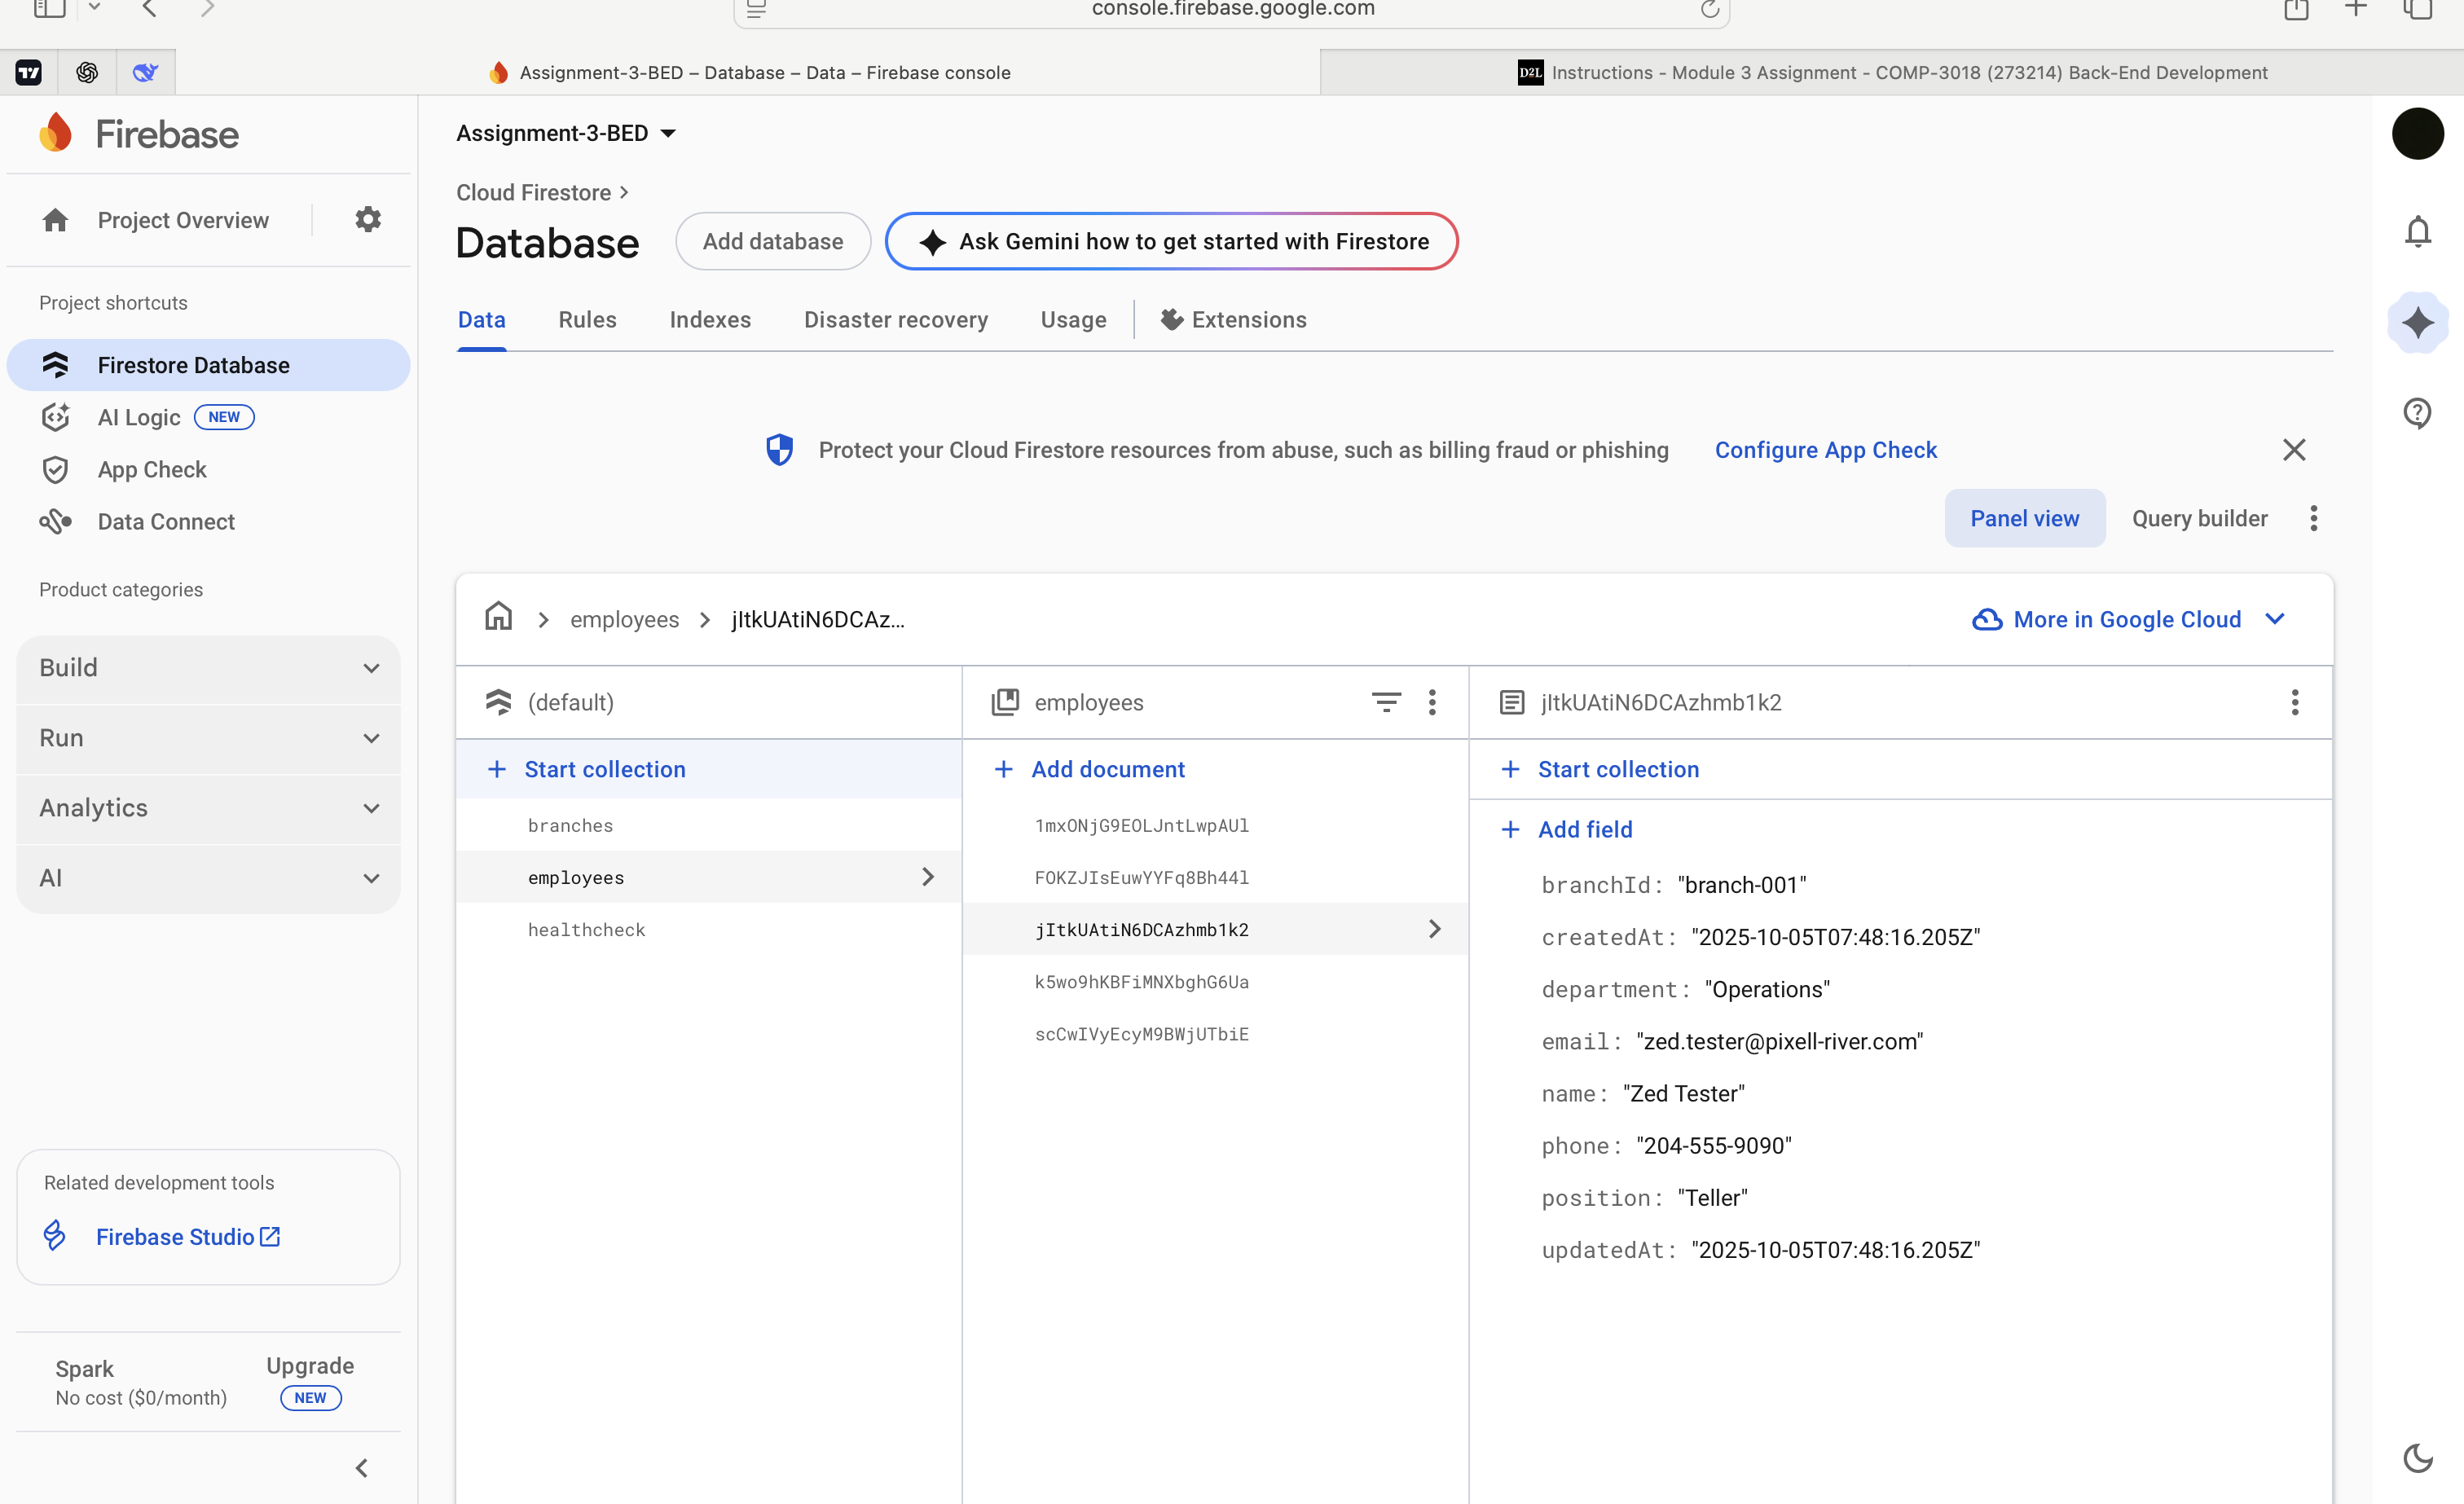 console.firebase.google.com
Assignment-3-BED – Database – Data – Firebase console
D2L Instructions - Module 3 Assignment - COMP-3018 (273214) Back-End Development
Firebase
Project Overview
Project shortcuts
Firestore Database
AI Logic NEW
App Check
Data Connect
Product categories
Build
Run
Analytics
AI
Related development tools
Firebase Studio
Spark
No cost ($0/month)
Upgrade
NEW
Assignment-3-BED
Cloud Firestore
Database
Add database
Ask Gemini how to get started with Firestore
Data Rules Indexes Disaster recovery Usage Extensions
Protect your Cloud Firestore resources from abuse, such as billing fraud or phishing Configure App Check
Panel view Query builder
employees jItkUAtiN6DCAz...
More in Google Cloud
(default)
+ Start collection
branches
employees
healthcheck
employees
+ Add document
1mxONjG9EOLJntLwpAUl
FOKZJIsEuwYYFq8Bh44l
jItkUAtiN6DCAzhmb1k2
k5wo9hKBFiMNXbghG6Ua
scCwIVyEcyM9BWjUTbiE
jItkUAtiN6DCAzhmb1k2
+ Start collection
+ Add field
branchId: "branch-001"
createdAt: "2025-10-05T07:48:16.205Z"
department: "Operations"
email: "zed.tester@pixell-river.com"
name: "Zed Tester"
phone: "204-555-9090"
position: "Teller"
updatedAt: "2025-10-05T07:48:16.205Z"